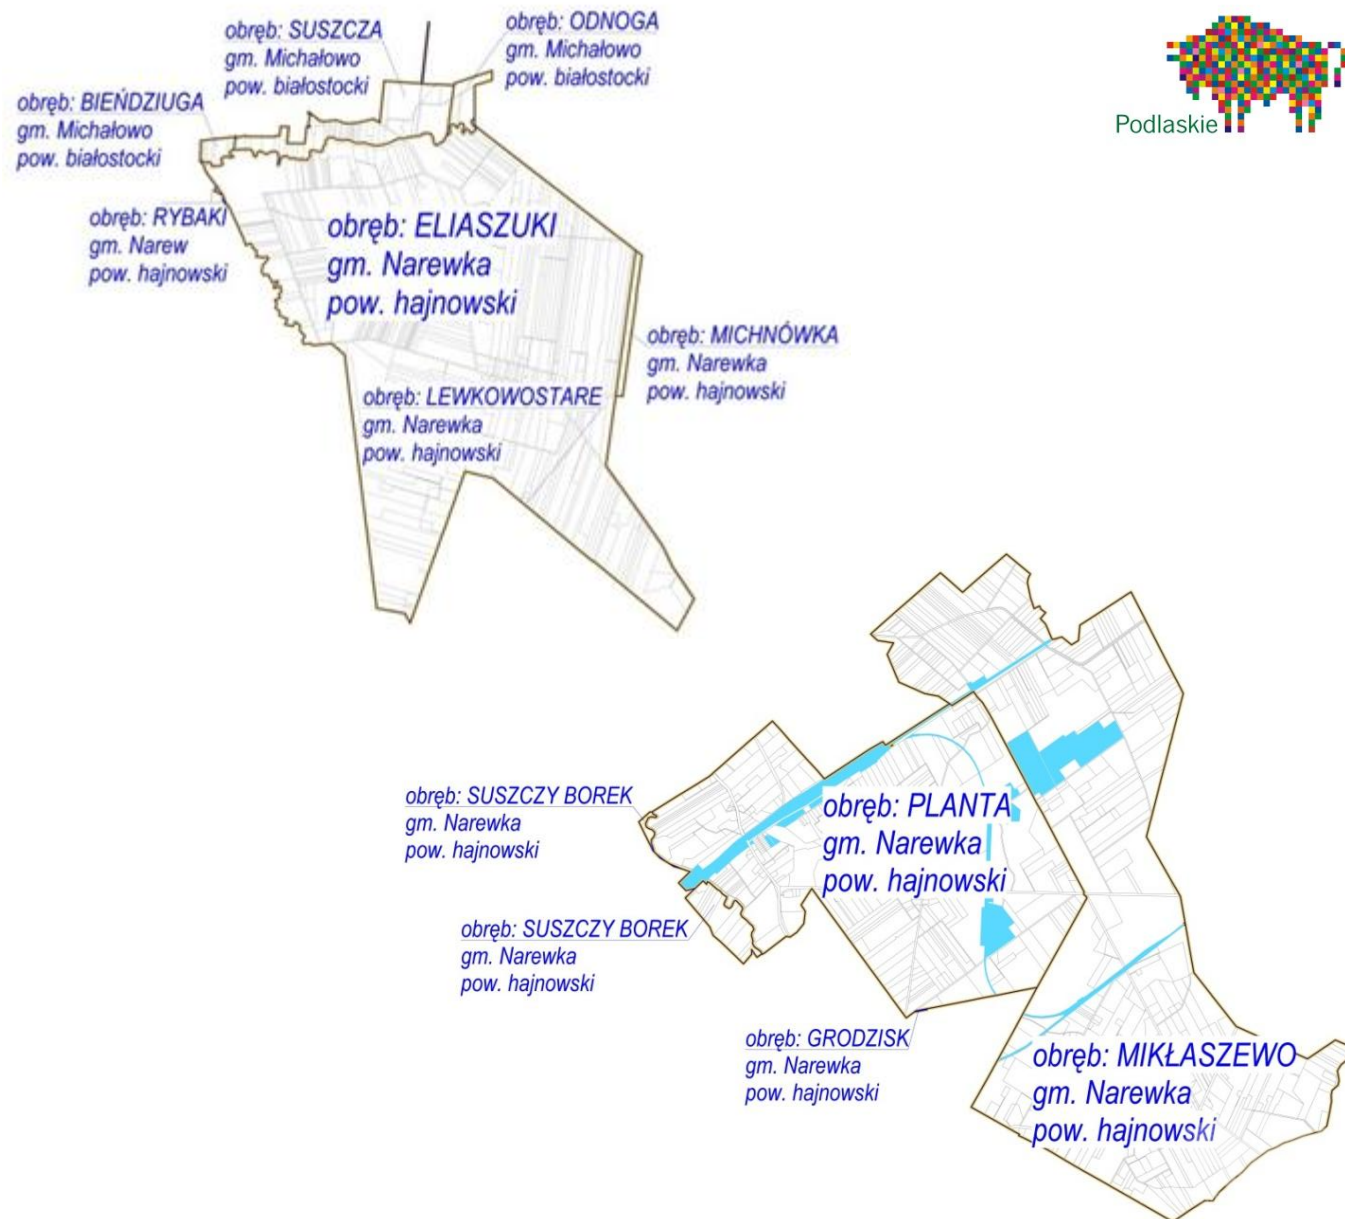 obręb: SUSZCZA
gm. Michałowo
pow. białostocki
obręb: ODNOGA
gm. Michałowo
pow. białostocki
Podlaskie
obręb: BIEŃDZIUGA
gm. Michałowo
pow. białostocki
obręb: RYBAKI
gm. Narew
pow. hajnowski
obręb: ELIASZUKI
gm. Narewka
pow. hajnowski
obręb: MICHNÓWKA
gm. Narewka
pow. hajnowski
obręb: LEWKOWOSTARE
gm. Narewka
pow. hajnowski
obręb: SUSZCZY BOREK
gm. Narewka
pow. hajnowski
obręb: PLANTA
gm. Narewka
pow. hajnowski
obręb: SUSZCZY BOREK
gm. Narewka
pow. hajnowski
obręb: GRODZISK
gm. Narewka
pow. hajnowski
obręb: MIKŁASZEWO
gm. Narewka
pow. hajnowski